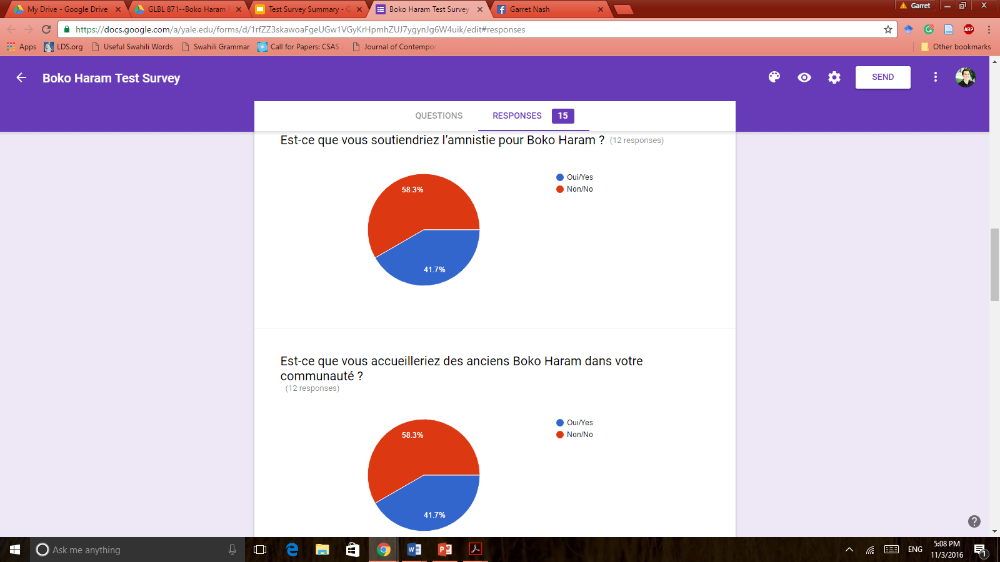 My Drive - Google Drive
GLBL 871--Boko Haram
Test Survey Summary - G
Boko Haram Test Survey
Garret Nash
Garret
https://docs.google.com/a/yale.edu/forms/d/1rfZZ3skawoaFgeUGw1VGyKrHpmhZUJ7ygynJg6W4uik/edit#responses
ABP
Apps
LDS.org
Useful Swahili Words
Swahili Grammar
Call for Papers: CSAS
Journal of Contempor
Other bookmarks
Boko Haram Test Survey
SEND
QUESTIONS
RESPONSES
15
Est-ce que vous soutiendriez l’amnistie pour Boko Haram ? (12 responses)
Oui/Yes
Non/No
58.3%
41.7%
Est-ce que vous accueilleriez des anciens Boko Haram dans votre
communauté ?
(12 responses)
Oui/Yes
Non/No
58.3%
41.7%
?
Ask me anything
ENG
5:08 PM
11/3/2016
1